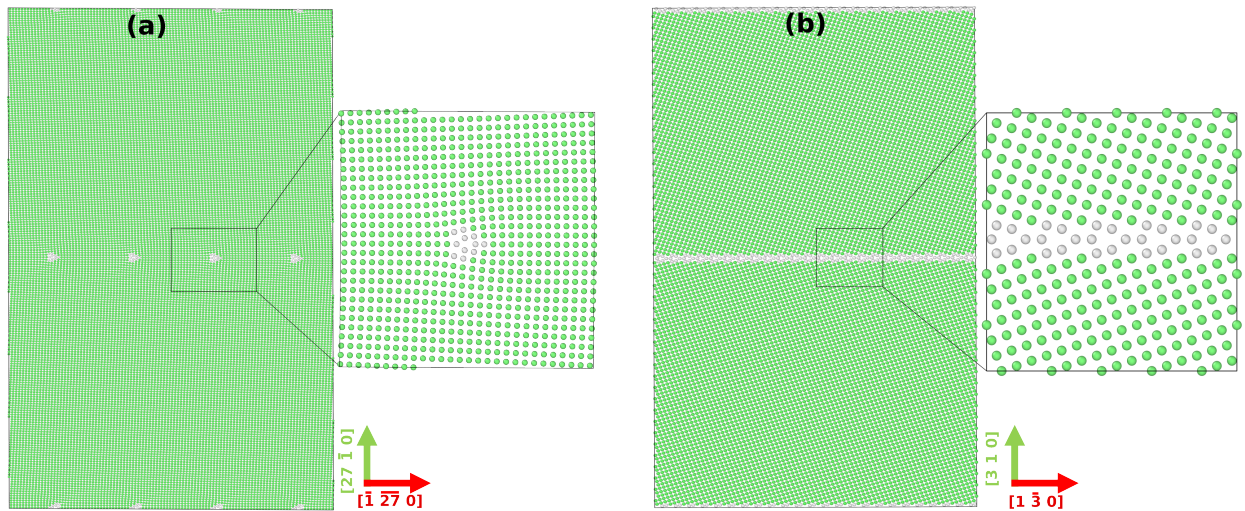 (a)
(b)
[27 1̅ 0]
[1̅ 2̅7̅ 0]
[3 1 0]
[1 3̅ 0]